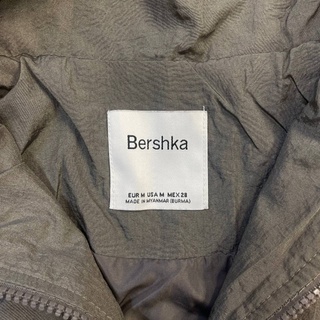 Bershka
EUR M USA M MEX 28
MADE IN MYANMAR (BURMA)